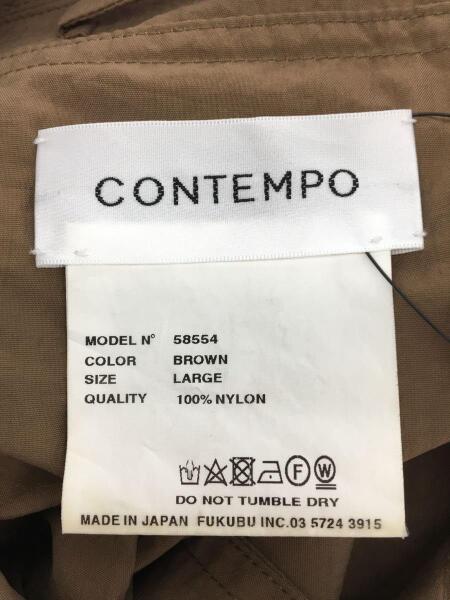 CONTEMPO
MODEL N° 58554
COLOR BROWN
SIZE LARGE
QUALITY 100% NYLON
F W
DO NOT TUMBLE DRY
MADE IN JAPAN FUKUBU INC.03 5724 3915